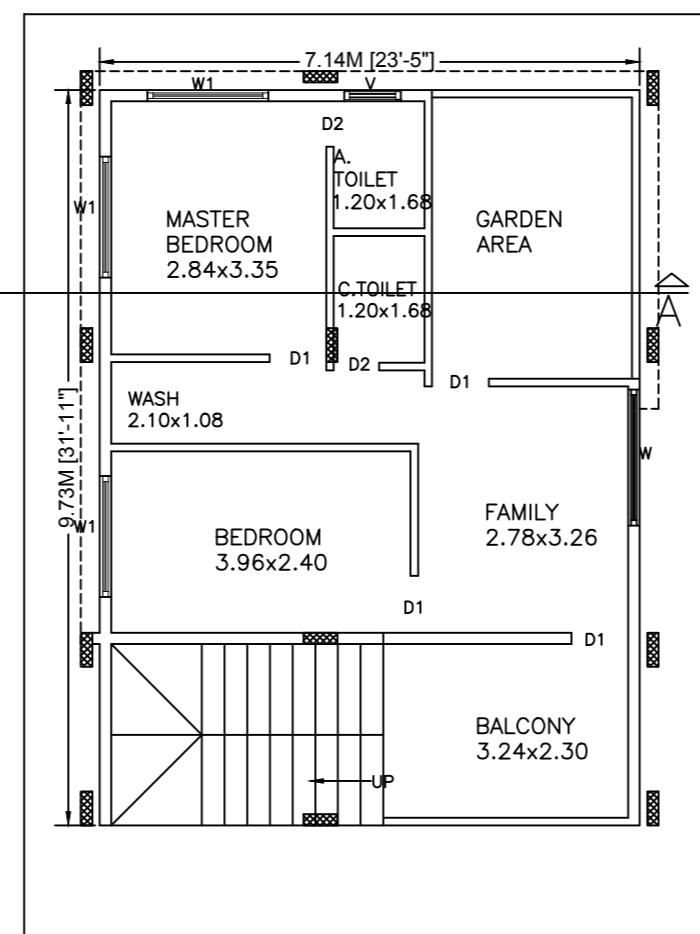 7.14M [23'-5"]
W1
V
D2
A.
TOILET
1.20x1.68
W1
MASTER
BEDROOM
2.84x3.35
GARDEN
AREA
C.TOILET
1.20x1.68
A
D1
D2
D1
WASH
2.10x1.08
9.73M [31'-11"]
W
FAMILY
2.78x3.26
W1
BEDROOM
3.96x2.40
D1
D1
BALCONY
3.24x2.30
UP